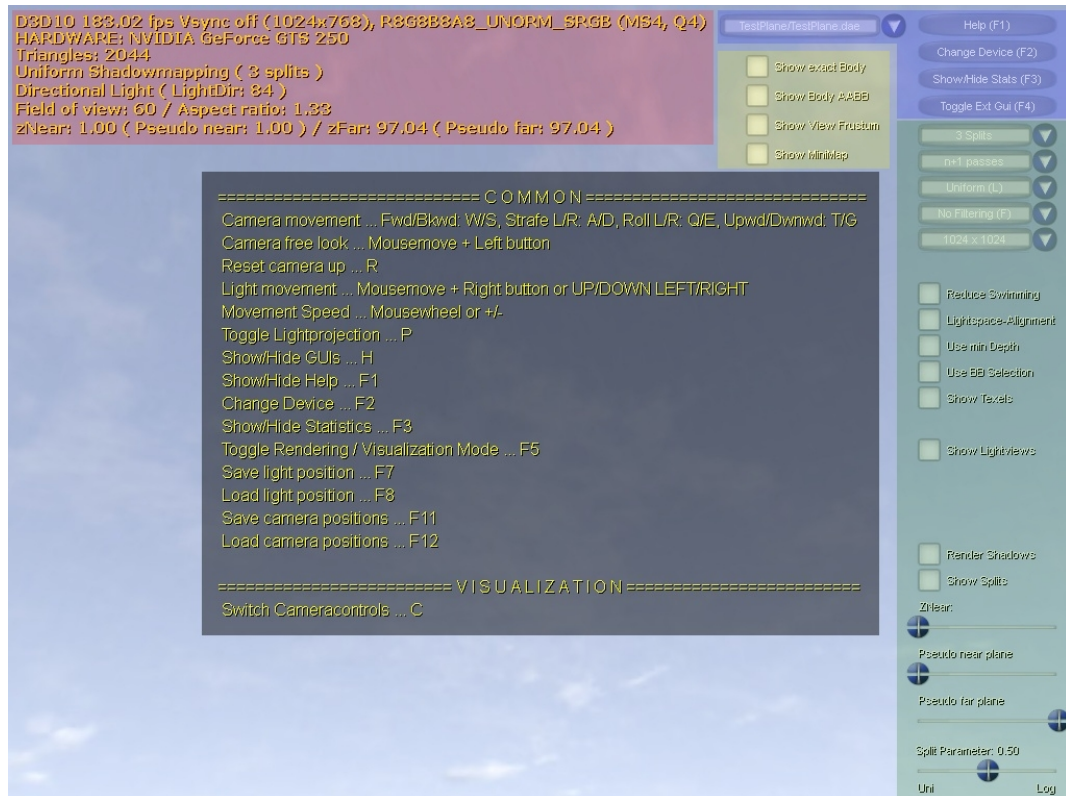 D3D10 183.02 fps Vsync off (1024x768), R8G8B8A8_UNORM_SRGB (MS4, Q4)
HARDWARE: NVIDIA GeForce GTS 250
Triangles: 2044
Uniform Shadowmapping ( 3 splits )
Directional Light ( LightDir: 84 )
Field of view: 60 / Aspect ratio: 1.33
zNear: 1.00 ( Pseudo near: 1.00 ) / zFar: 97.04 ( Pseudo far: 97.04 )
TestPlane/TestPlane.dae
Show exact Body
Show Body AABB
Show View Frustum
Show MiniMap
Help (F1)
Change Device (F2)
Show/Hide Stats (F3)
Toggle Ext Gui (F4)
3 Splits
n+1 passes
Uniform (L)
No Filtering (F)
1024 x 1024
Reduce Swimming
Lightspace-Alignment
Use min Depth
Use BB Selection
Show Texels
Show Lightviews
Render Shadows
Show Splits
ZNear:
Pseudo near plane
Pseudo far plane
Split Parameter: 0.50
Uni Log
============================ C O M M O N ==============================
Camera movement ... Fwd/Bkwd: W/S, Strafe L/R: A/D, Roll L/R: Q/E, Upwd/Dwnwd: T/G
Camera free look ... Mousemove + Left button
Reset camera up ... R
Light movement ... Mousemove + Right button or UP/DOWN LEFT/RIGHT
Movement Speed ... Mousewheel or +/-
Toggle Lightprojection ... P
Show/Hide GUIs ... H
Show/Hide Help ... F1
Change Device ... F2
Show/Hide Statistics ... F3
Toggle Rendering / Visualization Mode ... F5
Save light position ... F7
Load light position ... F8
Save camera positions ... F11
Load camera positions ... F12
========================= V I S U A L I Z A T I O N =========================
Switch Cameracontrols ... C